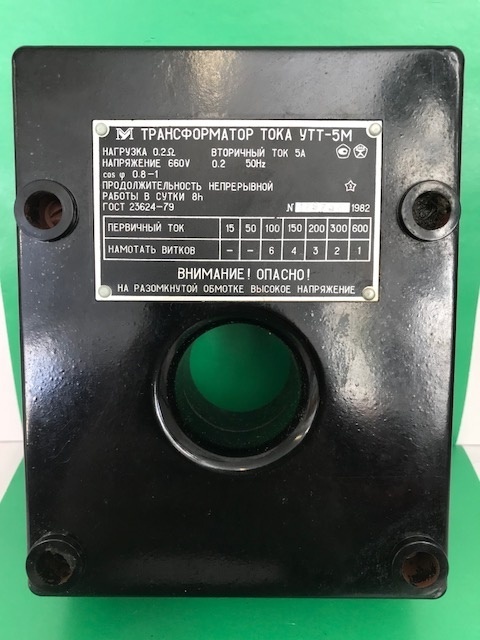 ТРАНСФОРМАТОР ТОКА УТТ-5М
НАГРУЗКА 0.2Ω ВТОРИЧНЫЙ ТОК 5А
НАПРЯЖЕНИЕ 660V 0.2 50Hz
cos φ 0.8-1
ПРОДОЛЖИТЕЛЬНОСТЬ НЕПРЕРЫВНОЙ
РАБОТЫ В СУТКИ 8h
ГОСТ 23624-79 N 1982
ПЕРВИЧНЫЙ ТОК 15 50 100 150 200 300 600
НАМОТАТЬ ВИТКОВ - - 6 4 3 2 1
ВНИМАНИЕ! ОПАСНО!
НА РАЗОМКНУТОЙ ОБМОТКЕ ВЫСОКОЕ НАПРЯЖЕНИЕ